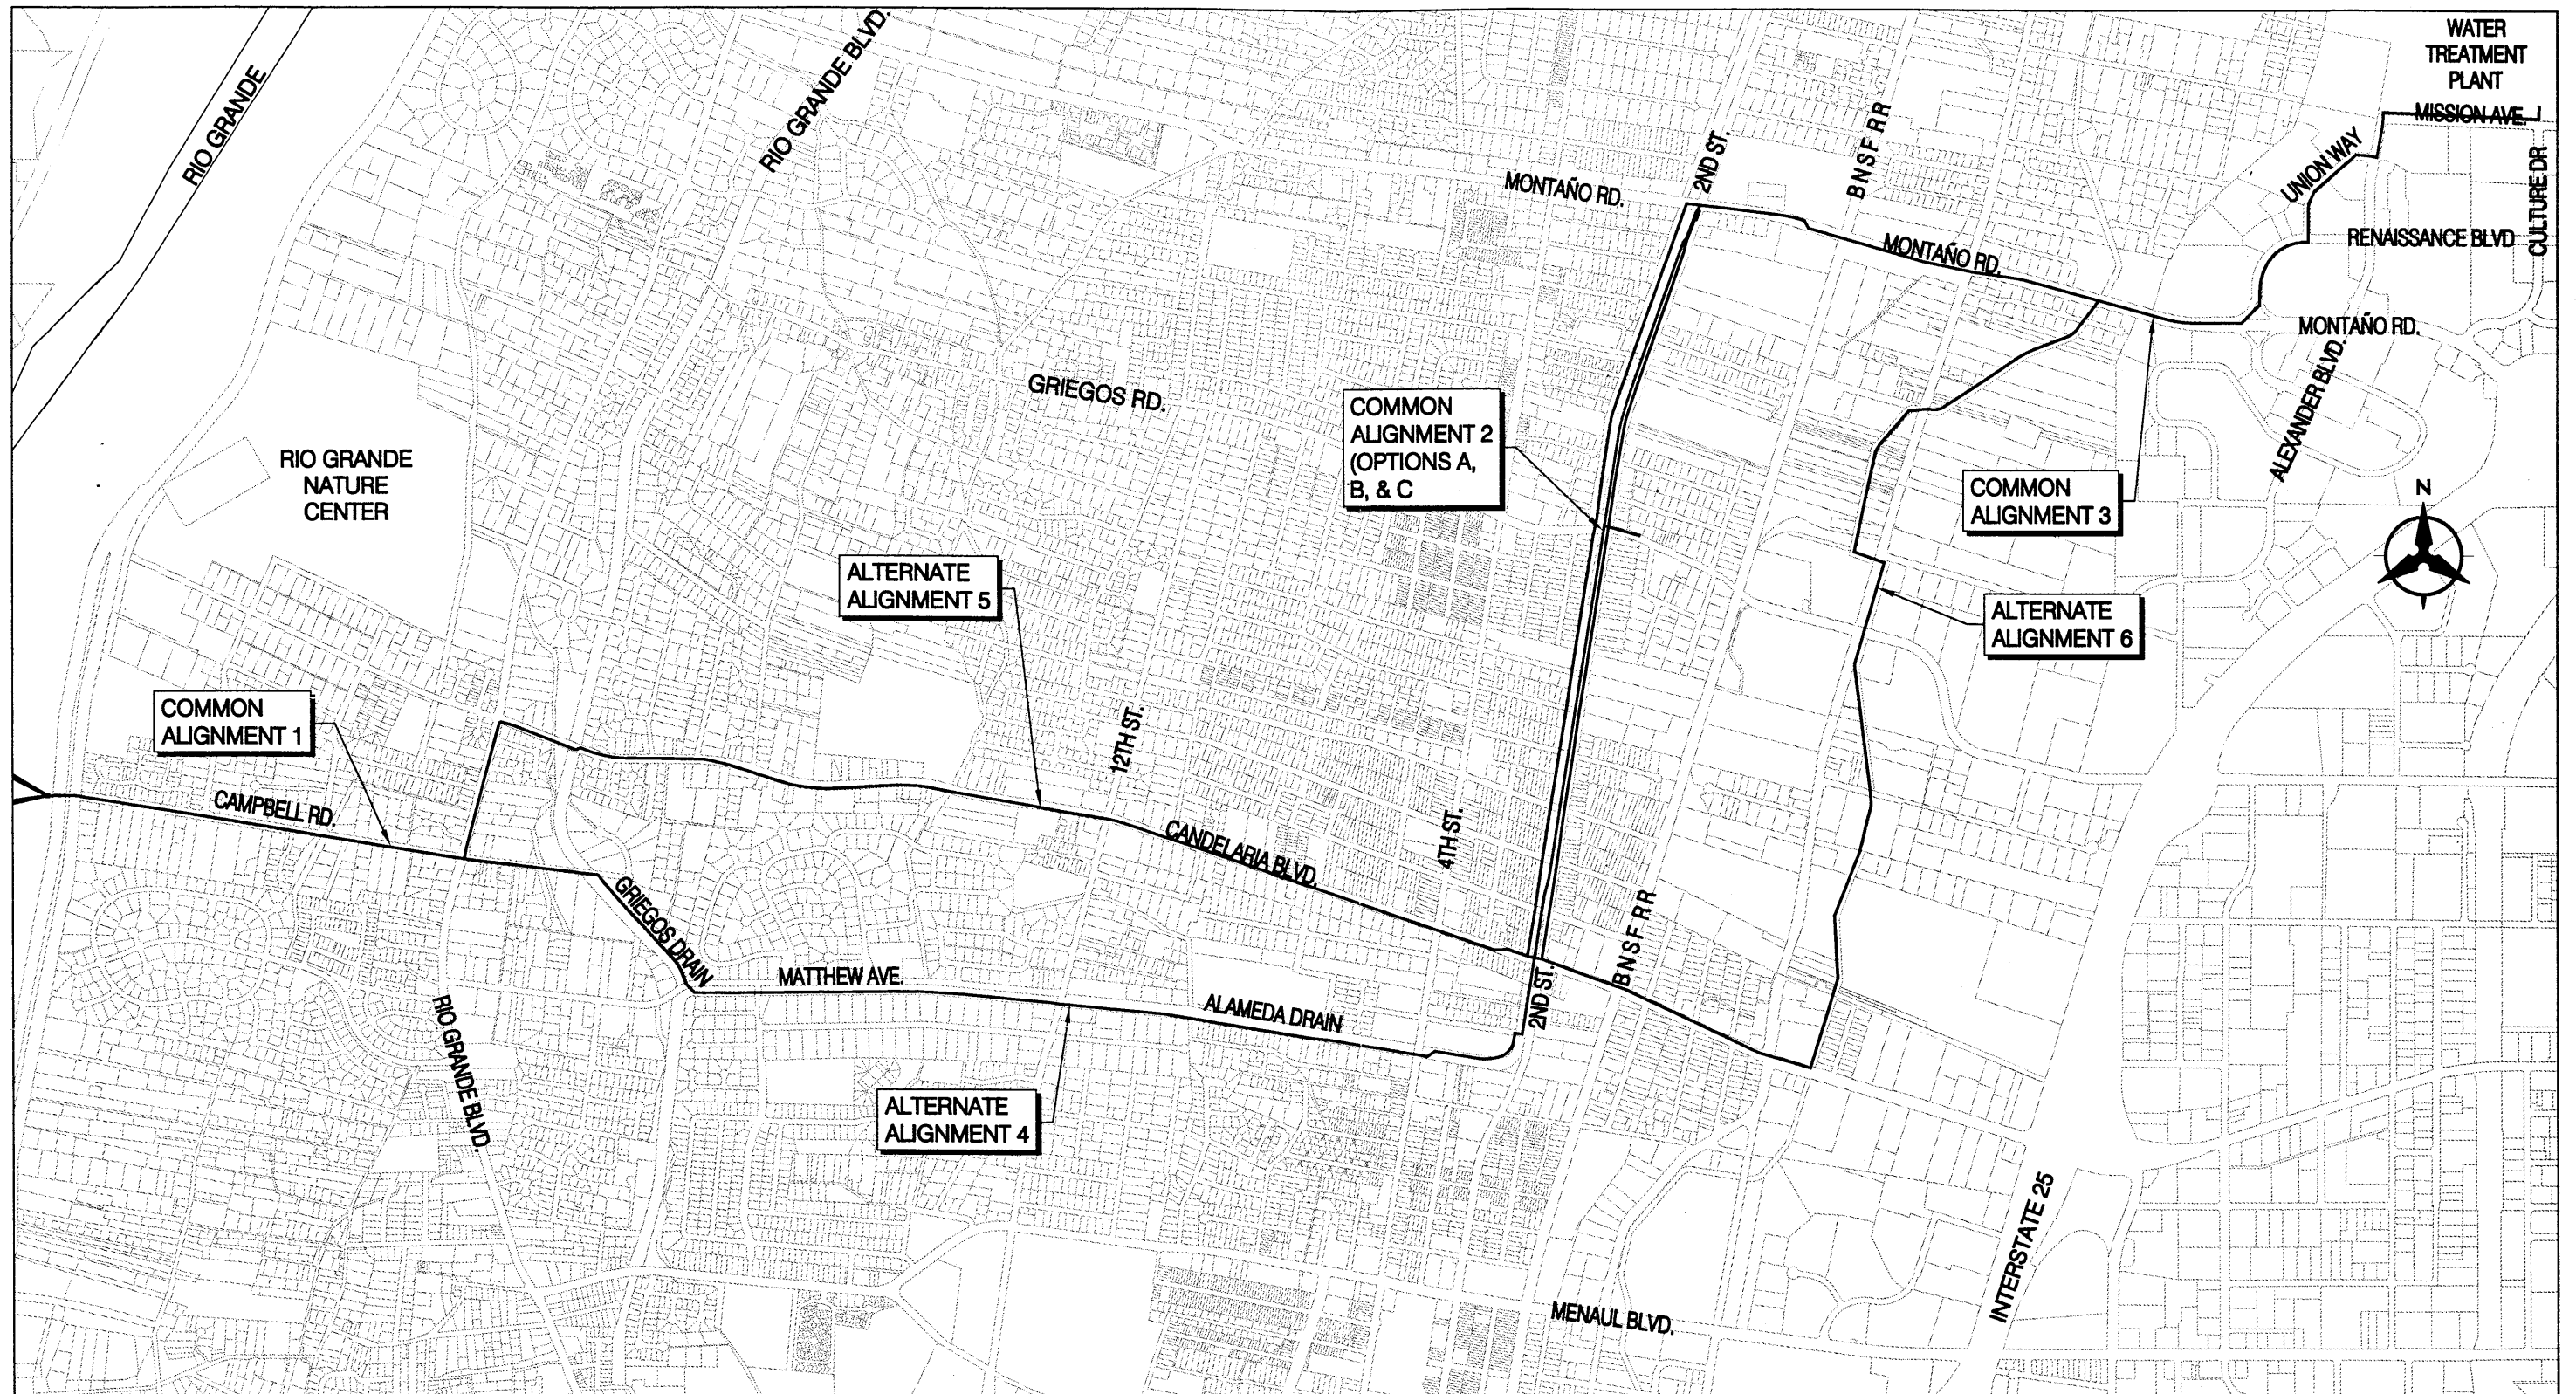 WATER
TREATMENT
PLANT
MISSION AVE.
RIO GRANDE
RIO GRANDE BLVD.
2ND ST.
BNSF RR
UNION WAY
CULTURE DR
MONTAÑO RD.
MONTAÑO RD.
RENAISSANCE BLVD
MONTAÑO RD.
ALEXANDER BLVD.
GRIEGOS RD.
COMMON
ALIGNMENT 2
(OPTIONS A,
B, & C
RIO GRANDE
NATURE
CENTER
COMMON
ALIGNMENT 3
N
ALTERNATE
ALIGNMENT 5
ALTERNATE
ALIGNMENT 6
COMMON
ALIGNMENT 1
12TH ST.
CAMPBELL RD.
CANDELARIA BLVD.
4TH ST.
GRIEGOS DRAIN
BNSF RR
MATTHEW AVE.
ALAMEDA DRAIN
2ND ST.
RIO GRANDE BLVD.
ALTERNATE
ALIGNMENT 4
INTERSTATE 25
MENAUL BLVD.